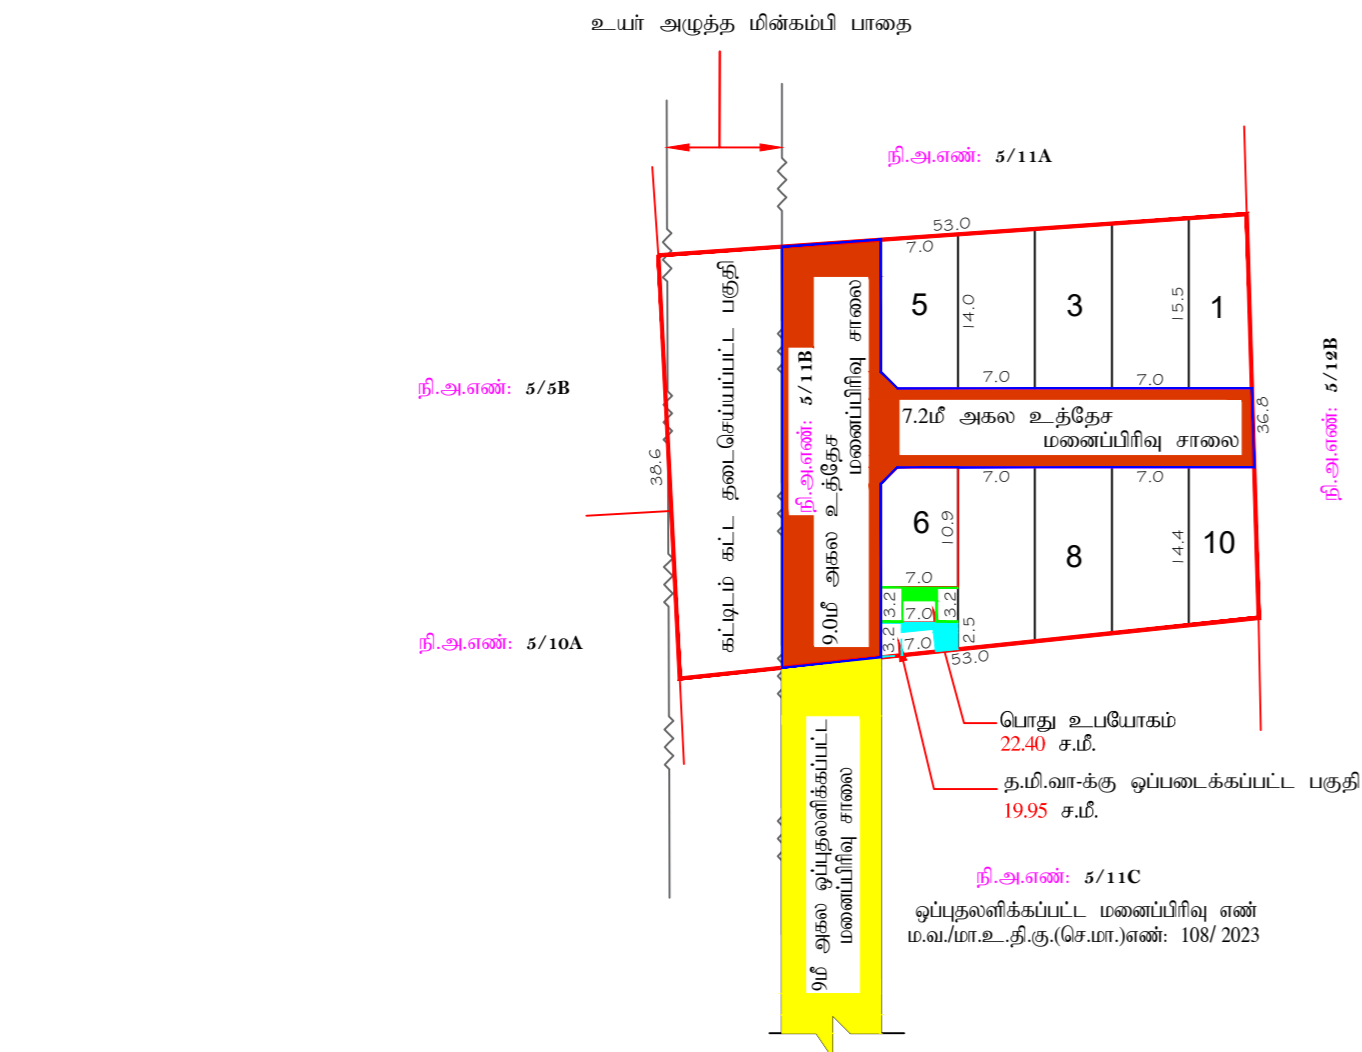 உயர் அழுத்த மின்கம்பி பாதை
நி.அ.எண்: 5/11A
53.0
7.0
5
14.0
3
15.5
1
7.0
7.0
நி.அ.எண்: 5/5B
38.6
கட்டிடம் கட்ட தடைசெய்யப்பட்ட பகுதி
நி.அ.எண்: 5/11B
9.0மீ அகல உத்தேச
மனைப்பிரிவு சாலை
7.2மீ அகல உத்தேச
மனைப்பிரிவு சாலை
36.8
நி.அ.எண்: 5/12B
7.0
7.0
6
10.9
8
14.4
10
7.0
3.2
7.0
3.2
3.2
7.0
2.5
53.0
நி.அ.எண்: 5/10A
பொது உபயோகம்
22.40 ச.மீ.
த.மி.வா-க்கு ஒப்படைக்கப்பட்ட பகுதி
19.95 ச.மீ.
9மீ அகல ஒப்புதலளிக்கப்பட்ட
மனைப்பிரிவு சாலை
நி.அ.எண்: 5/11C
ஒப்புதலளிக்கப்பட்ட மனைப்பிரிவு எண்
ம.வ./மா.உ.தி.கு.(செ.மா.)எண்: 108/ 2023